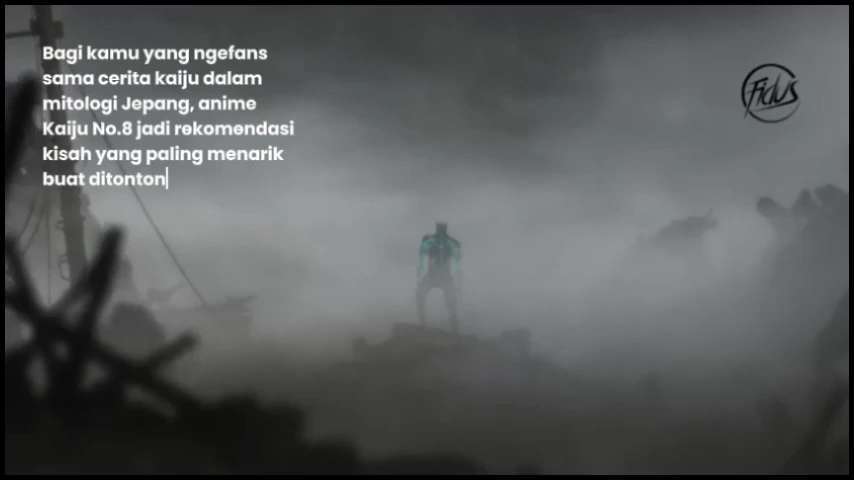 Bagi kamu yang ngefans
sama cerita kaiju dalam
mitologi Jepang, anime
Kaiju No.8 jadi rekomendasi
kisah yang paling menarik
buat ditonton
Fidus